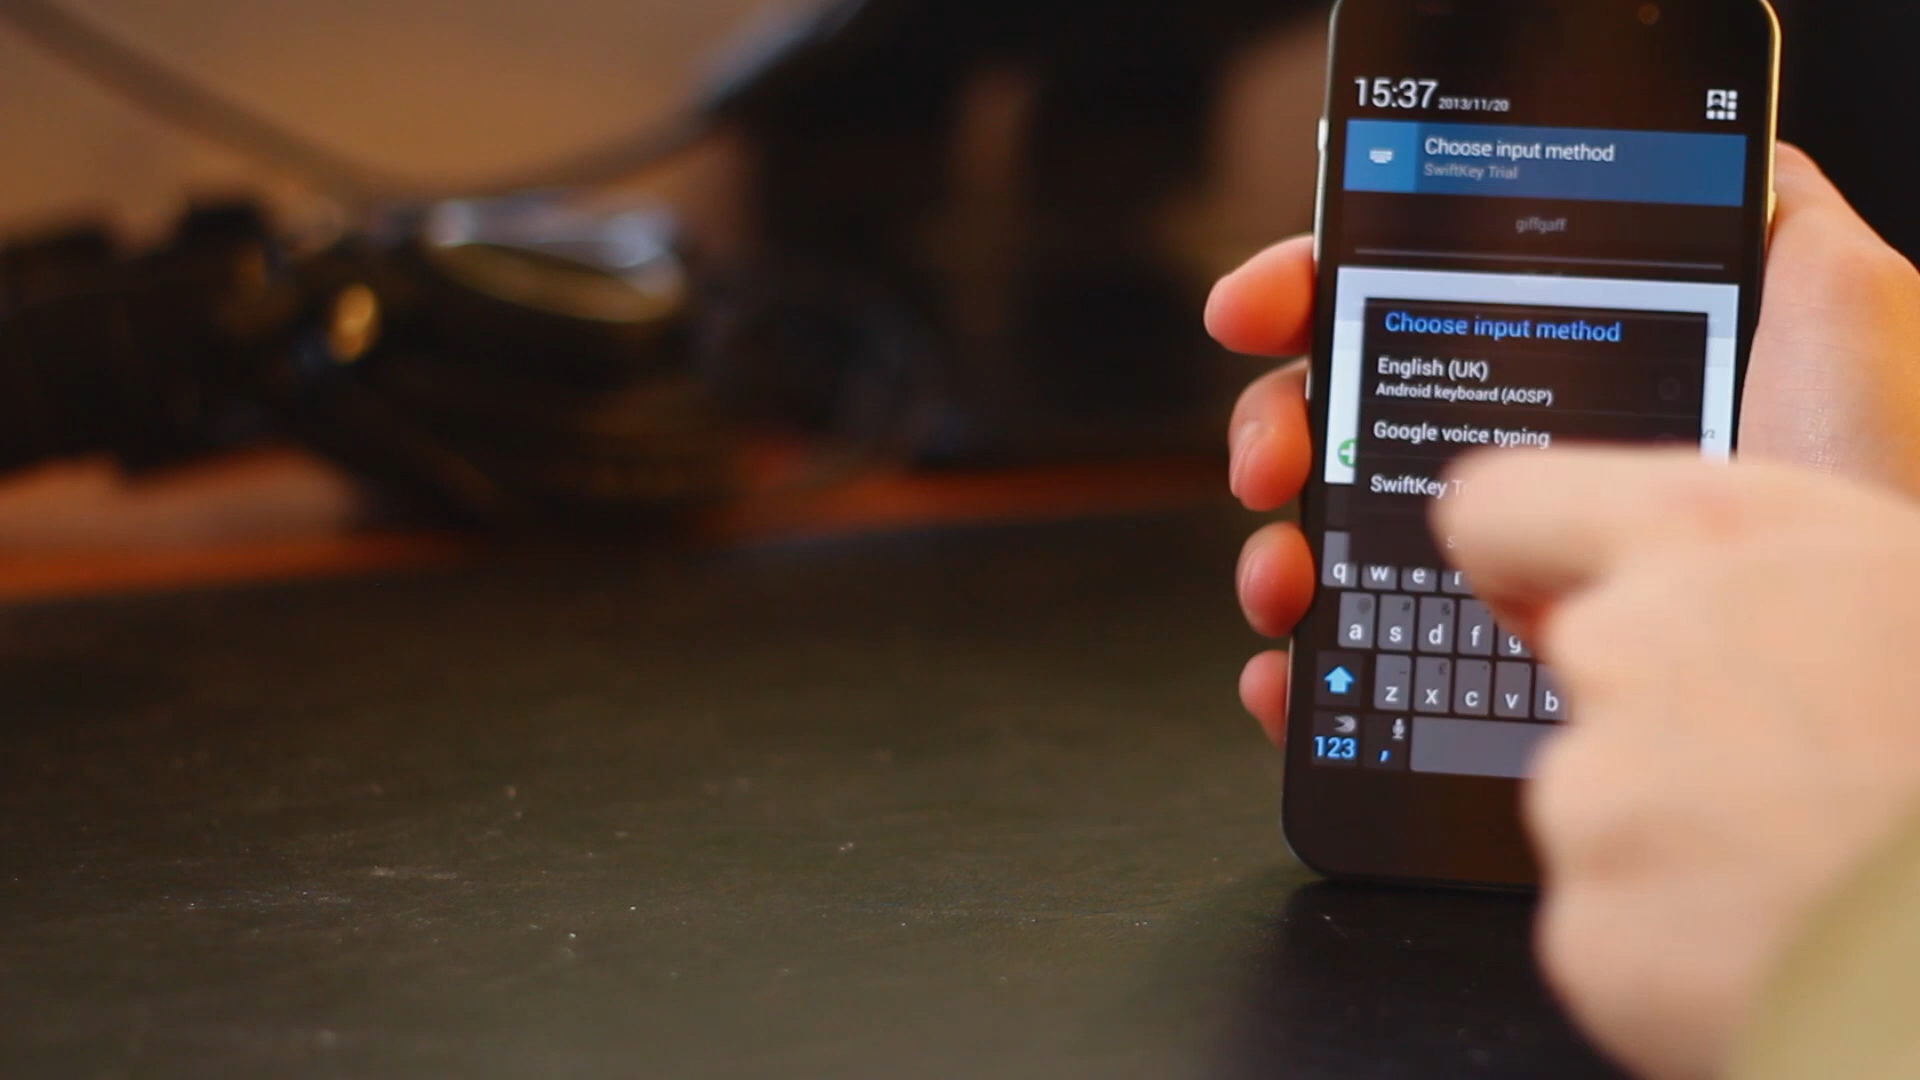 15:37 2013/11/20
Choose input method
SwiftKey Trial
giffgaff
Choose input method
English (UK)
Android keyboard (AOSP)
Google voice typing
SwiftKey
q w e
a s d f g
z x c v b
123 ,